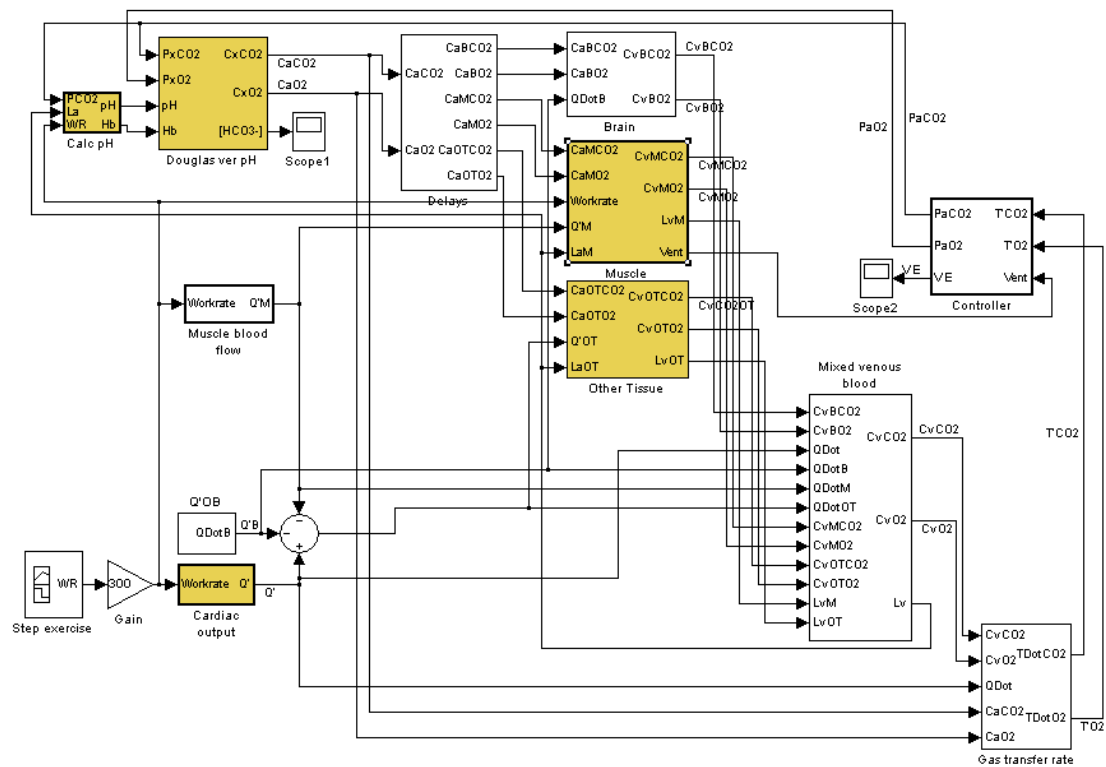 PCO2
La
WR
pH
Hb
Calc pH
PxCO2
PxO2
pH
Hb
CxCO2
CxO2
[HCO3-]
Douglas ver pH
CaCO2
CaO2
Scope1
CaCO2
CaO2
CaBCO2
CaBO2
CaMCO2
CaMO2
CaOTCO2
CaOTO2
Delays
CaBCO2
CaBO2
QDotB
CvBCO2
CvBO2
Brain
CvBCO2
CvBO2
CaMCO2
CaMO2
Workrate
Q'M
LaM
CvMCO2
CvMO2
LvM
Vent
Muscle
CvMCO2
CvMO2
CaOTCO2
CaOTO2
Q'OT
LaOT
CvOTCO2
CvOTO2
LvOT
Other Tissue
CvCO2OT
PaO2
PaCO2
PaCO2
PaO2
VE
T'CO2
T'O2
Vent
Controller
VE
Scope2
Workrate
Q'M
Muscle blood
flow
Mixed venous
blood
CvBCO2
CvBO2
QDot
QDotB
QDotM
QDotOT
CvMCO2
CvMO2
CvOTCO2
CvOTO2
LvM
LvOT
CvCO2
CvO2
Lv
CvCO2
CvO2
T'CO2
Q'OB
QDotB
Q'B
−
−
+
WR
Step exercise
300
Gain
Workrate
Q'
Cardiac
output
Q'
CvCO2
CvO2
QDot
CaCO2
CaO2
TDotCO2
TDotO2
Gas transfer rate
T'O2